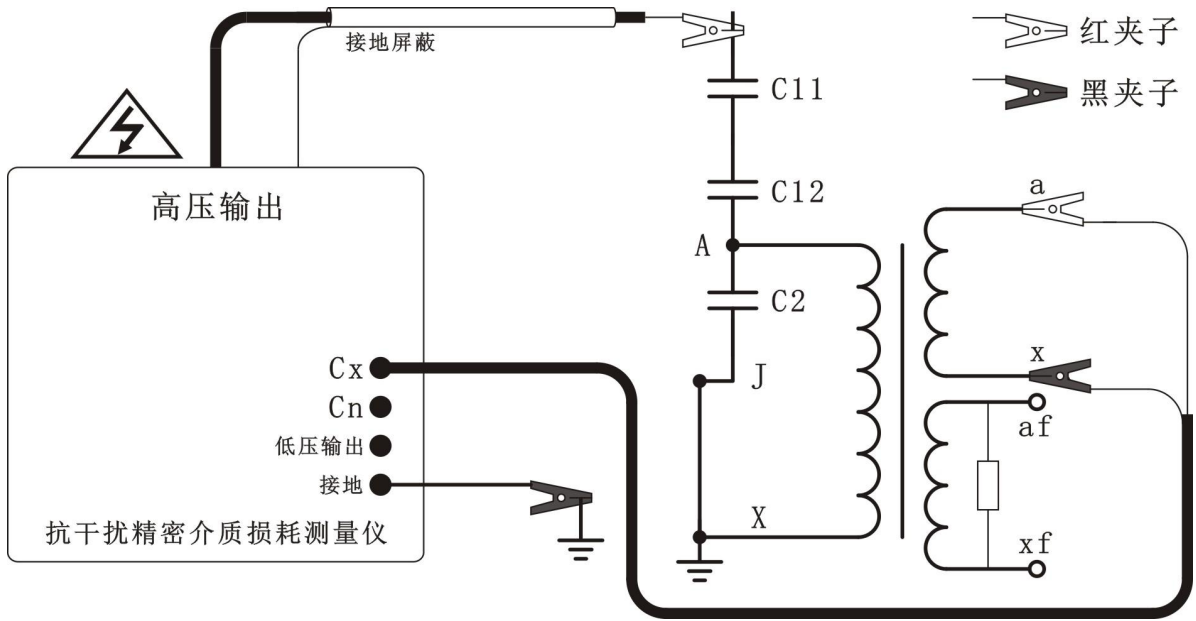 接地屏蔽
红夹子
黑夹子
C11
C12
高压输出
a
A
C2
Cx
Cn
低压输出
接地
J
x
af
X
xf
抗干扰精密介质损耗测量仪